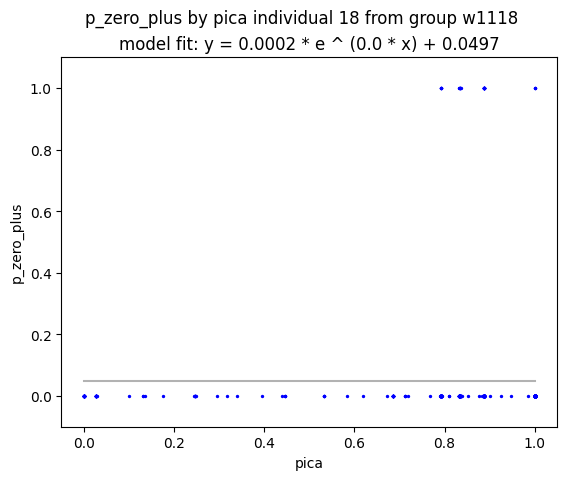 p_zero_plus by pica individual 18 from group w1118
model fit: y = 0.0002 * e ^ (0.0 * x) + 0.0497
1.0
0.8
0.6
0.4
0.2
0.0
p_zero_plus
0.0 0.2 0.4 0.6 0.8 1.0
pica